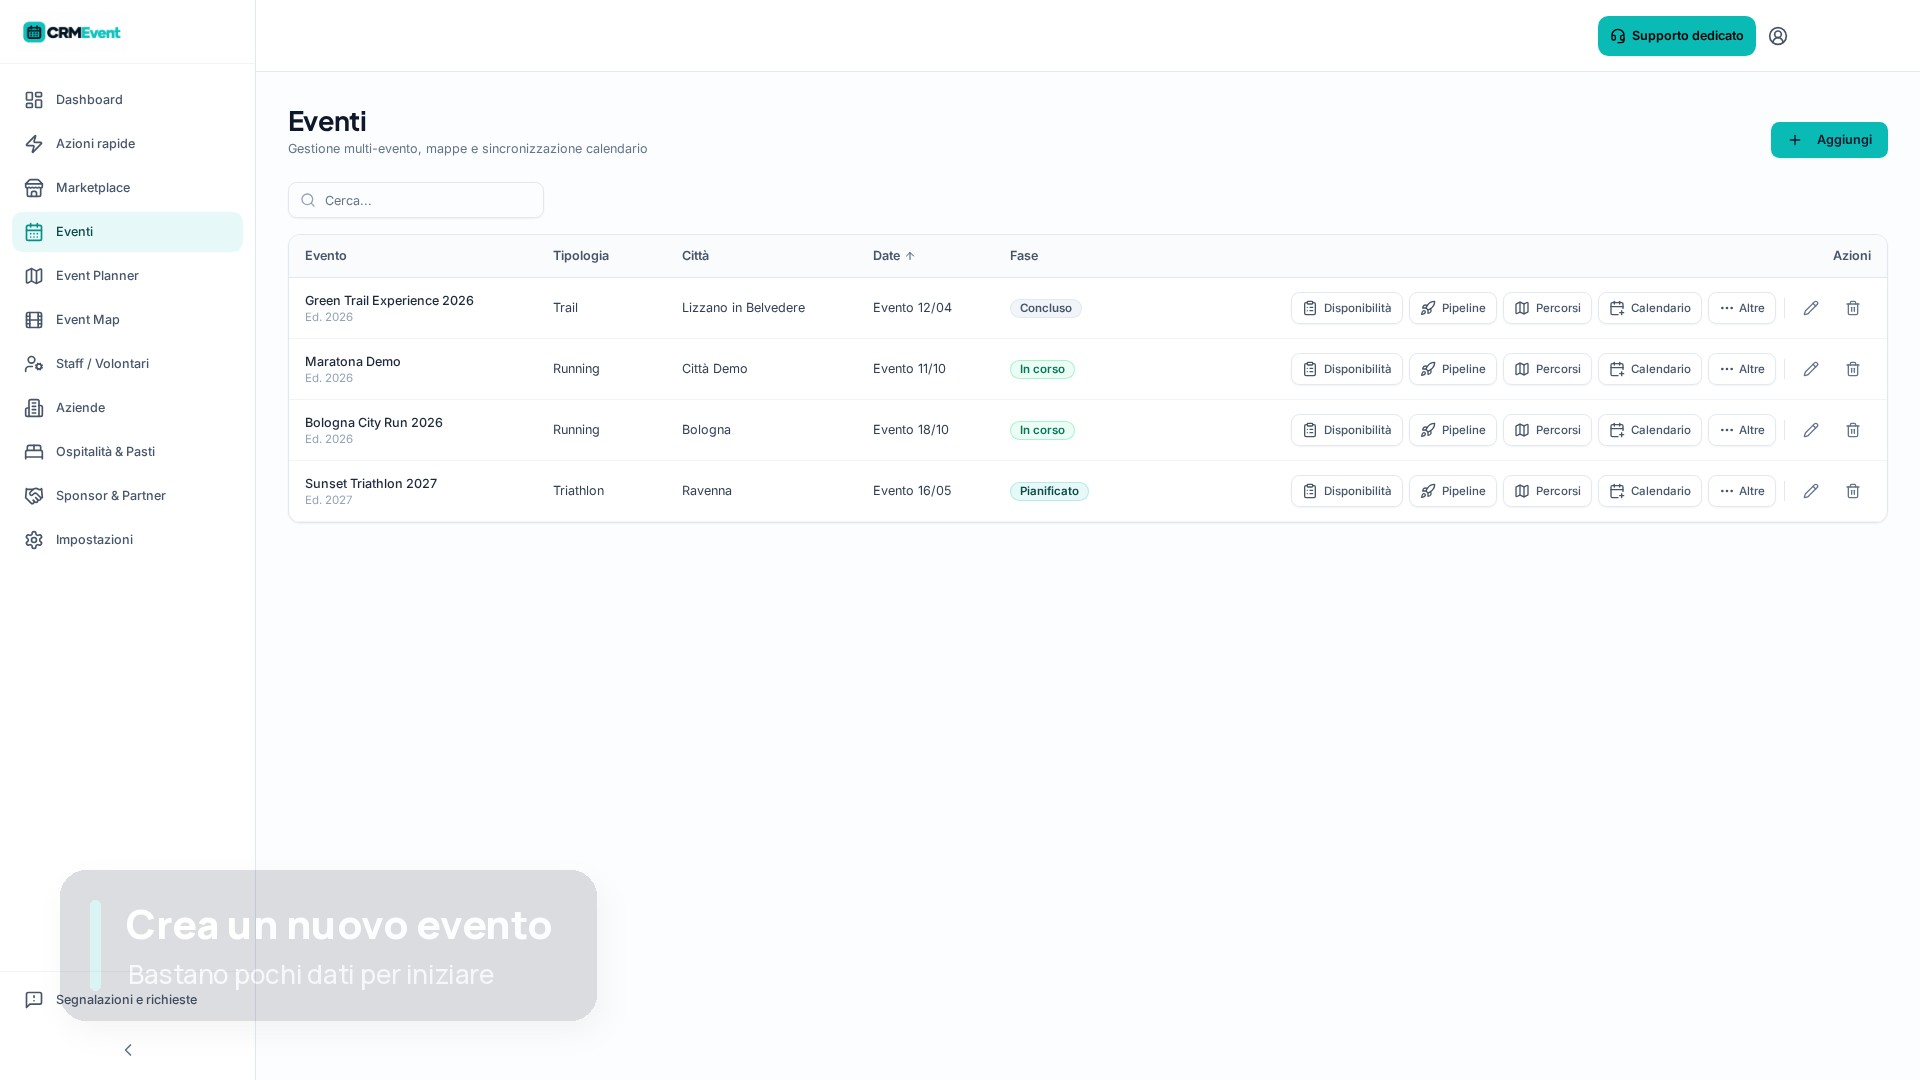 CRMEvent
Supporto dedicato
Dashboard
Azioni rapide
Marketplace
Eventi
Event Planner
Event Map
Staff / Volontari
Aziende
Ospitalità & Pasti
Sponsor & Partner
Impostazioni
Eventi
Gestione multi-evento, mappe e sincronizzazione calendario
Aggiungi
Cerca...
Evento Tipologia Città Date Fase Azioni
Green Trail Experience 2026 Trail Lizzano in Belvedere Evento 12/04 Concluso Disponibilità Pipeline Percorsi Calendario Altre
Ed. 2026
Maratona Demo Running Città Demo Evento 11/10 In corso Disponibilità Pipeline Percorsi Calendario Altre
Ed. 2026
Bologna City Run 2026 Running Bologna Evento 18/10 In corso Disponibilità Pipeline Percorsi Calendario Altre
Ed. 2026
Sunset Triathlon 2027 Triathlon Ravenna Evento 16/05 Pianificato Disponibilità Pipeline Percorsi Calendario Altre
Ed. 2027
Crea un nuovo evento
Bastano pochi dati per iniziare
Segnalazioni e richieste